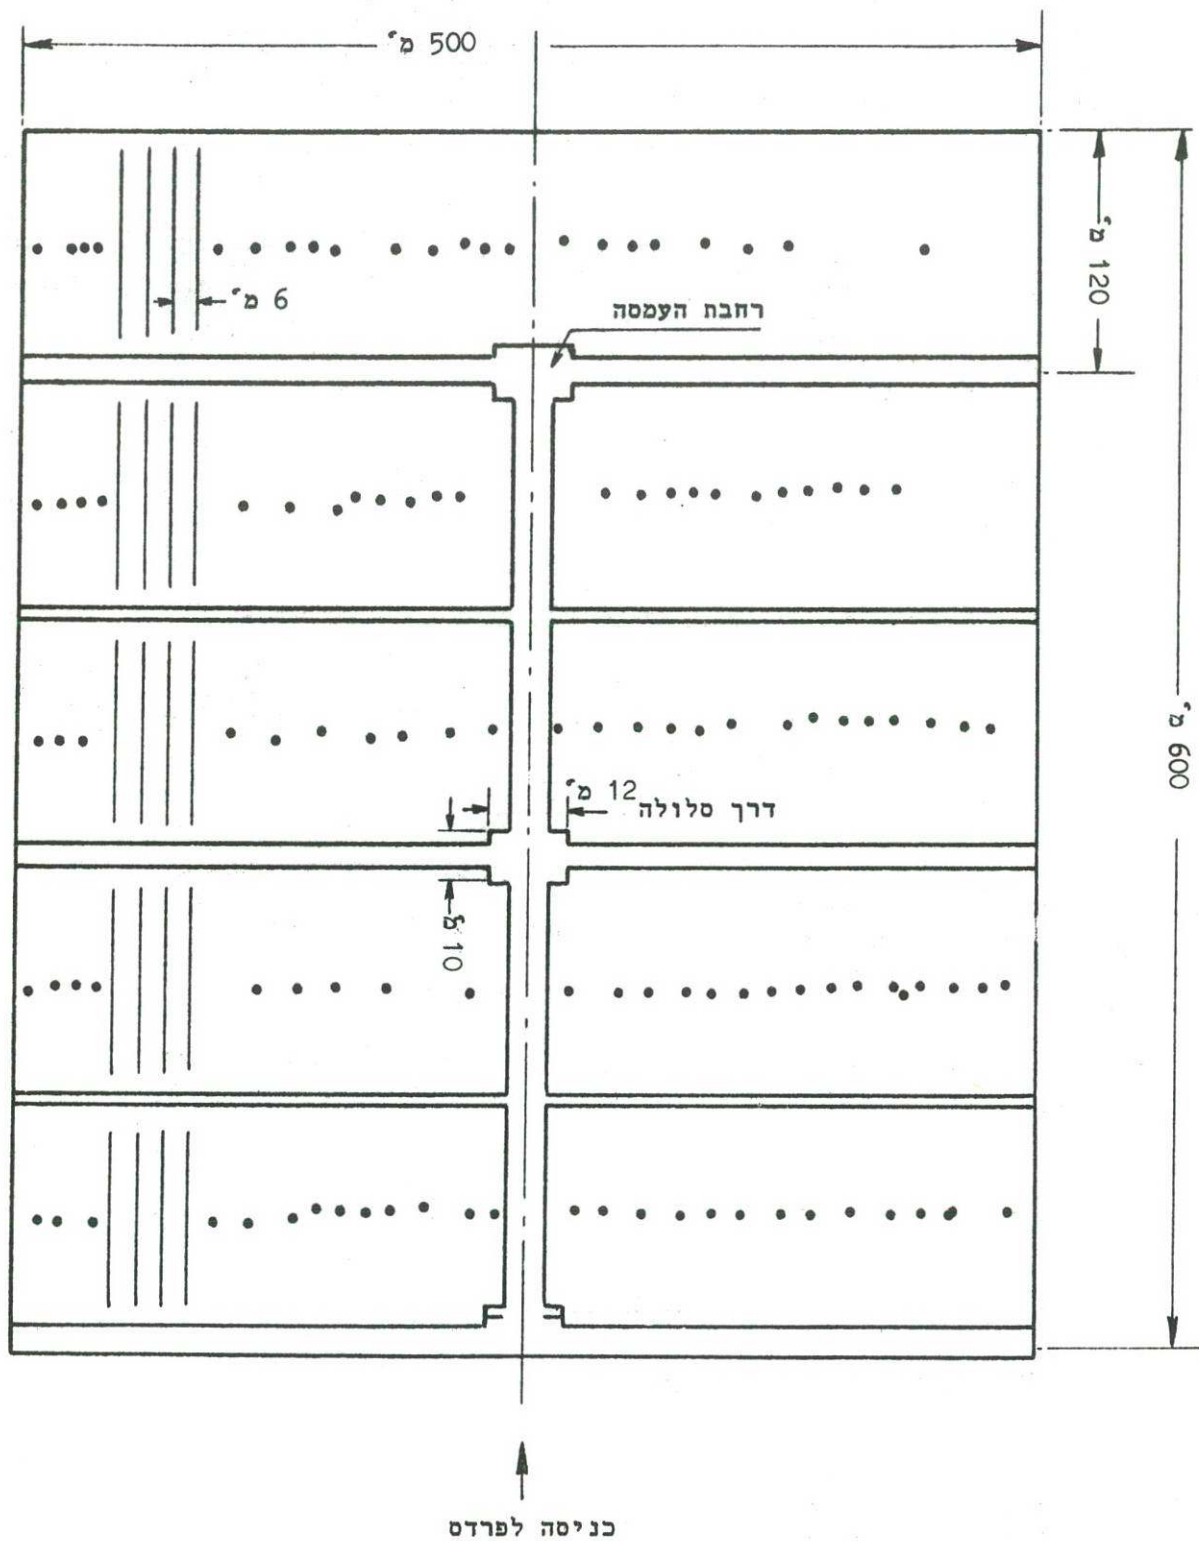 500 מ'
120 מ'
6 מ'
רחבת העמסה
600 מ'
12 מ'
דרך סלולה
10 מ'
כניסה לפרדס